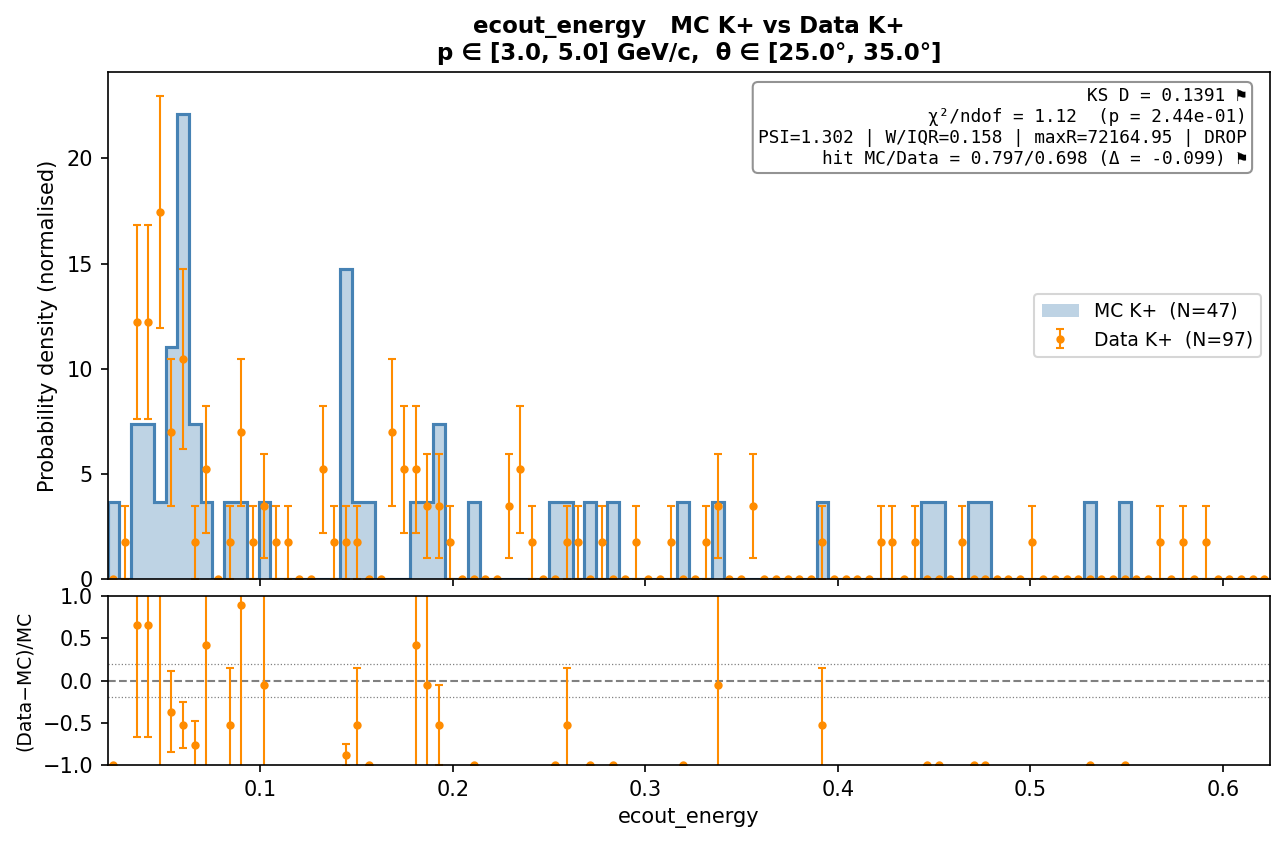 ecout_energy   MC K+ vs Data K+
p ∈ [3.0, 5.0] GeV/c,  θ ∈ [25.0°, 35.0°]
KS D = 0.1391 ⚑
χ²/ndof = 1.12  (p = 2.44e-01)
PSI=1.302 | W/IQR=0.158 | maxR=72164.95 | DROP
hit MC/Data = 0.797/0.698 (Δ = -0.099) ⚑
MC K+  (N=47)
Data K+  (N=97)
Probability density (normalised)
20
15
10
5
0
(Data−MC)/MC
1.0
0.5
0.0
−0.5
−1.0
0.1 0.2 0.3 0.4 0.5 0.6
ecout_energy